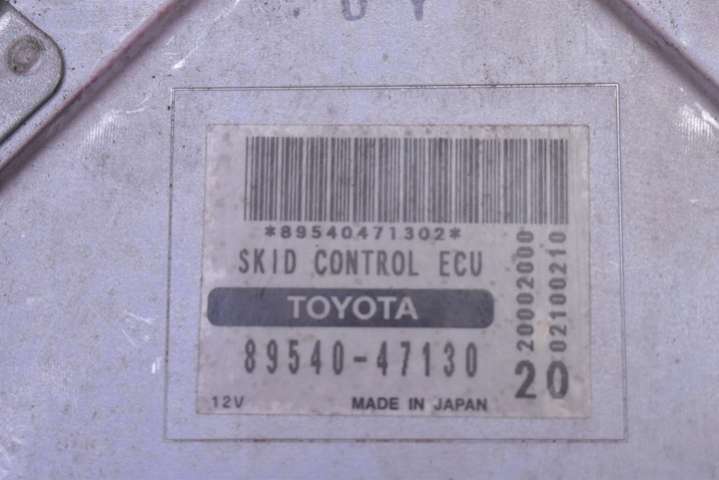 *89540471302*
SKID CONTROL ECU
TOYOTA
89540-47130
12V MADE IN JAPAN
20002000
02100210
20